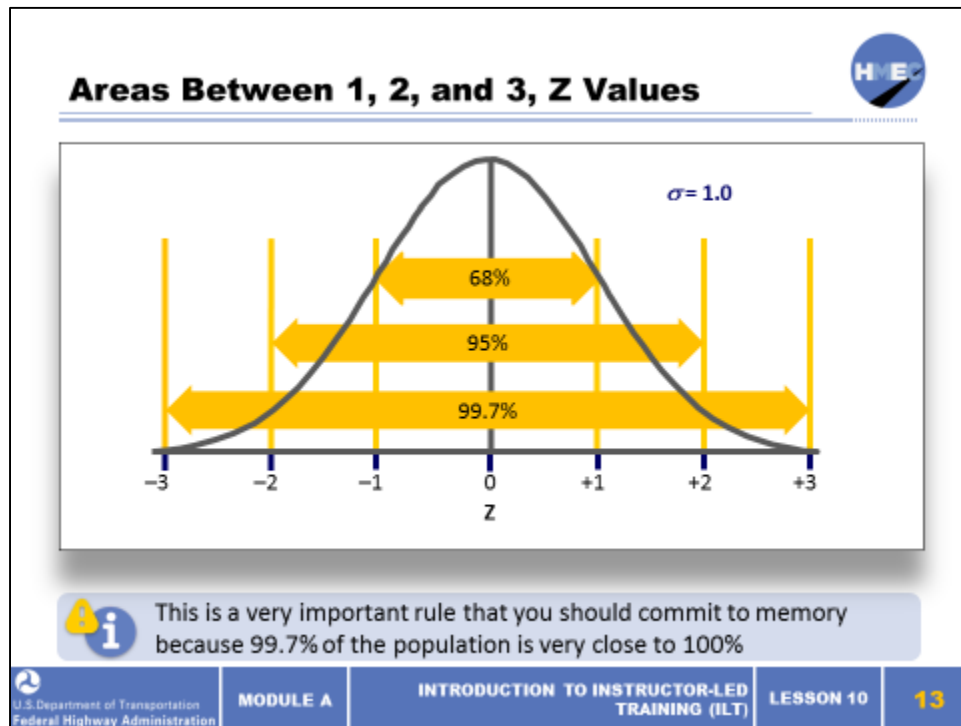 Areas Between 1, 2, and 3, Z Values
HMEC
σ= 1.0
68%
95%
99.7%
–3 –2 –1 0 +1 +2 +3
Z
This is a very important rule that you should commit to memory
because 99.7% of the population is very close to 100%
U.S.Department of Transportation
Federal Highway Administration
MODULE A
INTRODUCTION TO INSTRUCTOR-LED
TRAINING (ILT)
LESSON 10
13